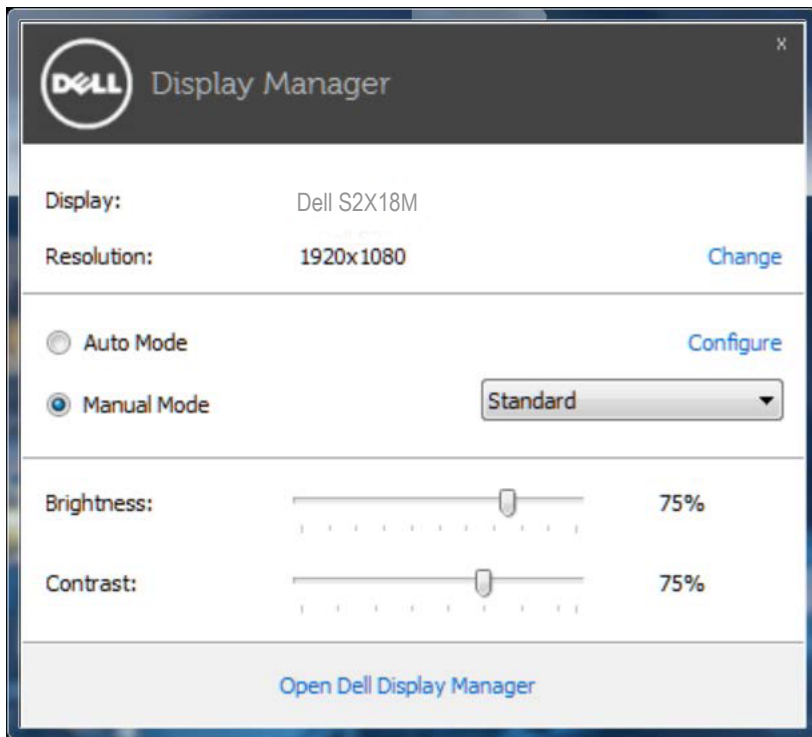 DELL Display Manager x
Display: Dell S2X18M
Resolution: 1920x1080 Change
Auto Mode Configure
Manual Mode Standard
Brightness: 75%
Contrast: 75%
Open Dell Display Manager